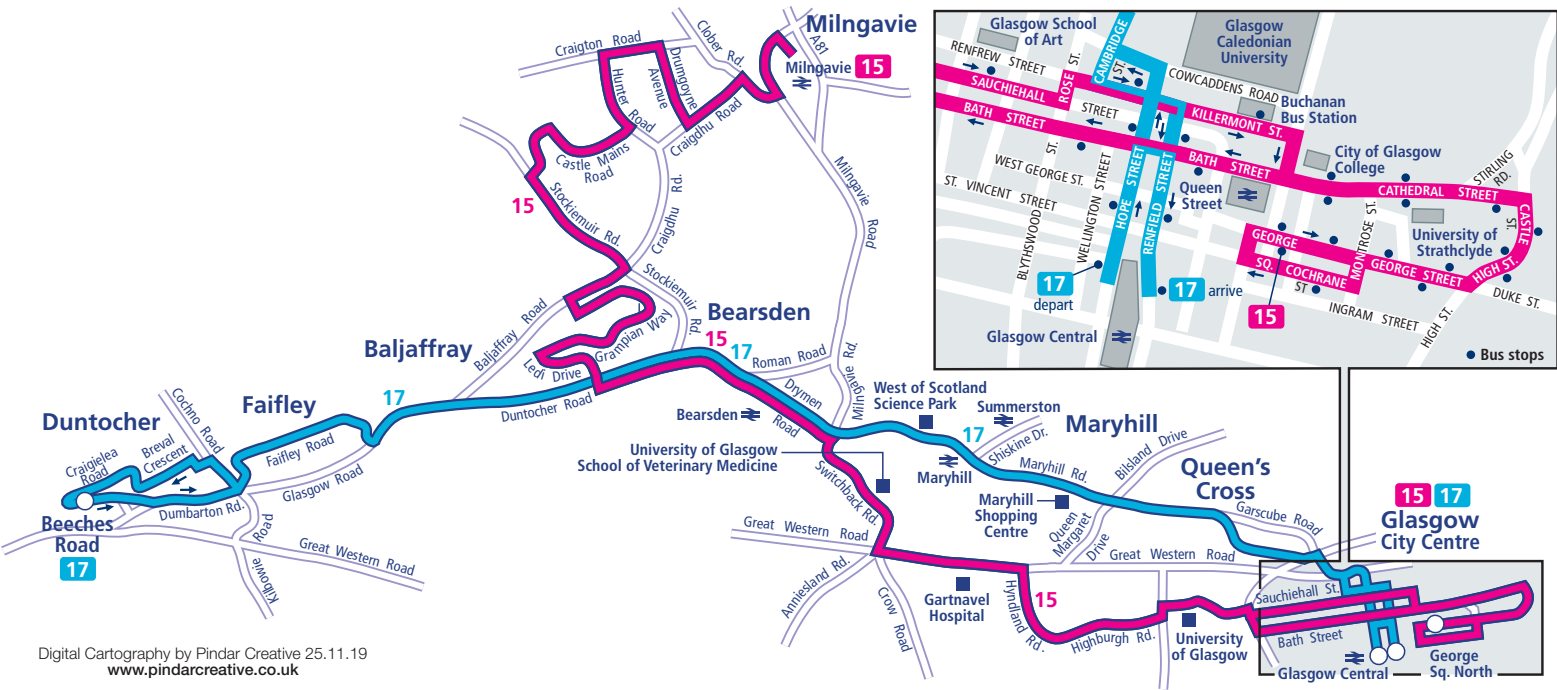 Milngavie
Milngavie 15
A81
Clober Rd.
Craigton Road
Hunter
Road
Drumgoyne
Avenue
Craigdhu Road
Castle Mains
Road
15
Stockiemuir Rd.
Craigdhu Rd.
Milngavie Road
Stockiemuir Rd.
Bearsden
15
17
Baljaffray
Baljaffray Road
Grampian Way
Ledi Drive
Duntocher Road
17
Roman Road
Milngavie Rd.
Drymen
Road
Bearsden
Faifley
Faifley Road
Duntocher
Cochno Road
Craigielea
Road
Breval
Crescent
Glasgow Road
Dumbarton Rd.
Beeches
Road
17
Kilbowie
Road
Great Western Road
University of Glasgow
School of Veterinary Medicine
Switchback Rd.
West of Scotland
Science Park
Summerston
17
Shiskine Dr.
Maryhill
Maryhill
Maryhill Rd.
Maryhill
Shopping
Centre
Bilsland Drive
Queen
Margaret
Drive
Queen's
Cross
Garscube Road
Great Western Road
Great Western Road
Anniesland Rd.
Crow Road
Gartnavel
Hospital
Hyndland Rd.
15
Highburgh Rd.
University
of Glasgow
15 17
Glasgow
City Centre
Sauchiehall St.
Bath Street
Glasgow Central
George
Sq. North
Glasgow School
of Art
Glasgow
Caledonian
University
RENFREW STREET
SAUCHIEHALL
STREET
ROSE
ST.
CAMBRIDGE
ST.
COWCADDENS ROAD
Buchanan
Bus Station
KILLERMONT ST.
BATH STREET
BATH STREET
City of Glasgow
College
WEST GEORGE ST.
ST. VINCENT STREET
BLYTHSWOOD
ST.
WELLINGTON STREET
HOPE STREET
RENFIELD STREET
Queen
Street
CATHEDRAL STREET
STIRLING
RD.
CASTLE
ST.
University of
Strathclyde
MONTROSE ST.
GEORGE
SQ.
COCHRANE
ST
GEORGE STREET
HIGH ST.
DUKE ST.
INGRAM STREET
HIGH ST.
17
depart
17 arrive
15
Glasgow Central
Bus stops
Digital Cartography by Pindar Creative 25.11.19
www.pindarcreative.co.uk